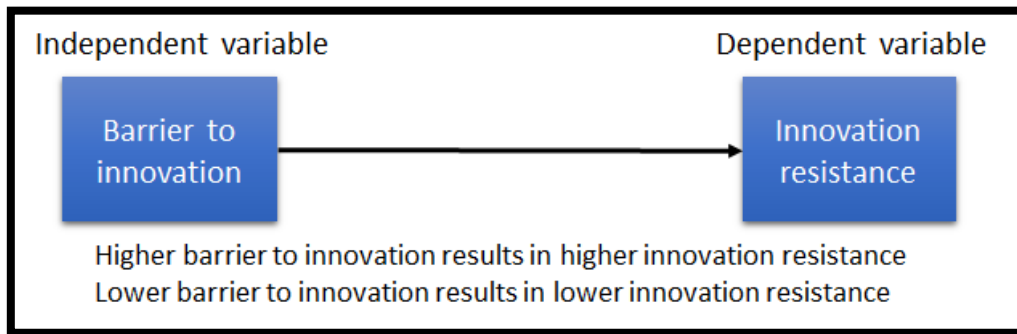 Independent variable
Dependent variable
Barrier to
innovation
Innovation
resistance
Higher barrier to innovation results in higher innovation resistance
Lower barrier to innovation results in lower innovation resistance